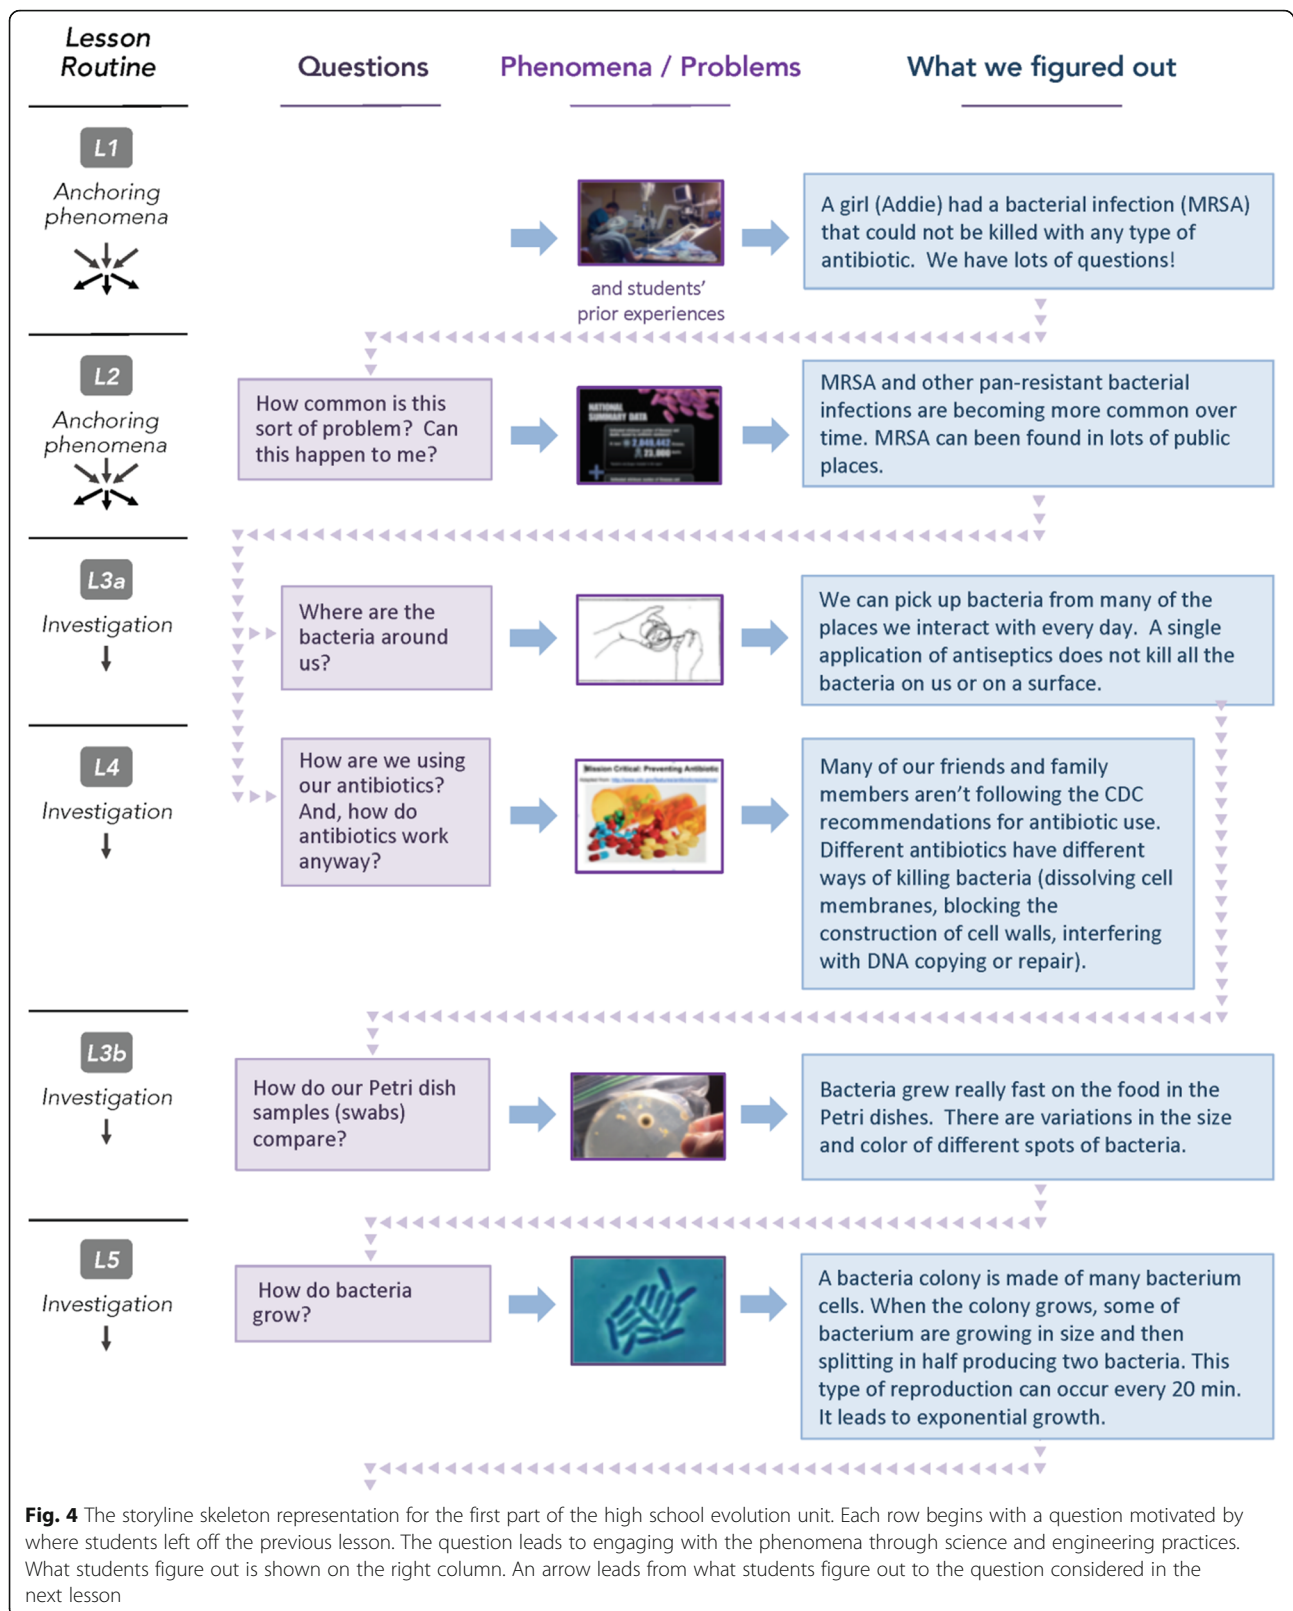 Lesson
Routine
Questions
Phenomena / Problems
What we figured out
L1
Anchoring
phenomena
and students’
prior experiences
A girl (Addie) had a bacterial infection (MRSA)
that could not be killed with any type of
antibiotic.  We have lots of questions!
L2
Anchoring
phenomena
How common is this
sort of problem?  Can
this happen to me?
NATIONAL
SUMMARY DATA
2,049,442
23,000
MRSA and other pan-resistant bacterial
infections are becoming more common over
time. MRSA can been found in lots of public
places.
L3a
Investigation
Where are the
bacteria around
us?
We can pick up bacteria from many of the
places we interact with every day.  A single
application of antiseptics does not kill all the
bacteria on us or on a surface.
L4
Investigation
How are we using
our antibiotics?
And, how do
antibiotics work
anyway?
Mission Critical: Preventing Antibiotic
Many of our friends and family
members aren’t following the CDC
recommendations for antibiotic use.
Different antibiotics have different
ways of killing bacteria (dissolving cell
membranes, blocking the
construction of cell walls, interfering
with DNA copying or repair).
L3b
Investigation
How do our Petri dish
samples (swabs)
compare?
Bacteria grew really fast on the food in the
Petri dishes.  There are variations in the size
and color of different spots of bacteria.
L5
Investigation
How do bacteria
grow?
A bacteria colony is made of many bacterium
cells. When the colony grows, some of
bacterium are growing in size and then
splitting in half producing two bacteria. This
type of reproduction can occur every 20 min.
It leads to exponential growth.
Fig. 4 The storyline skeleton representation for the first part of the high school evolution unit. Each row begins with a question motivated by
where students left off the previous lesson. The question leads to engaging with the phenomena through science and engineering practices.
What students figure out is shown on the right column. An arrow leads from what students figure out to the question considered in the
next lesson